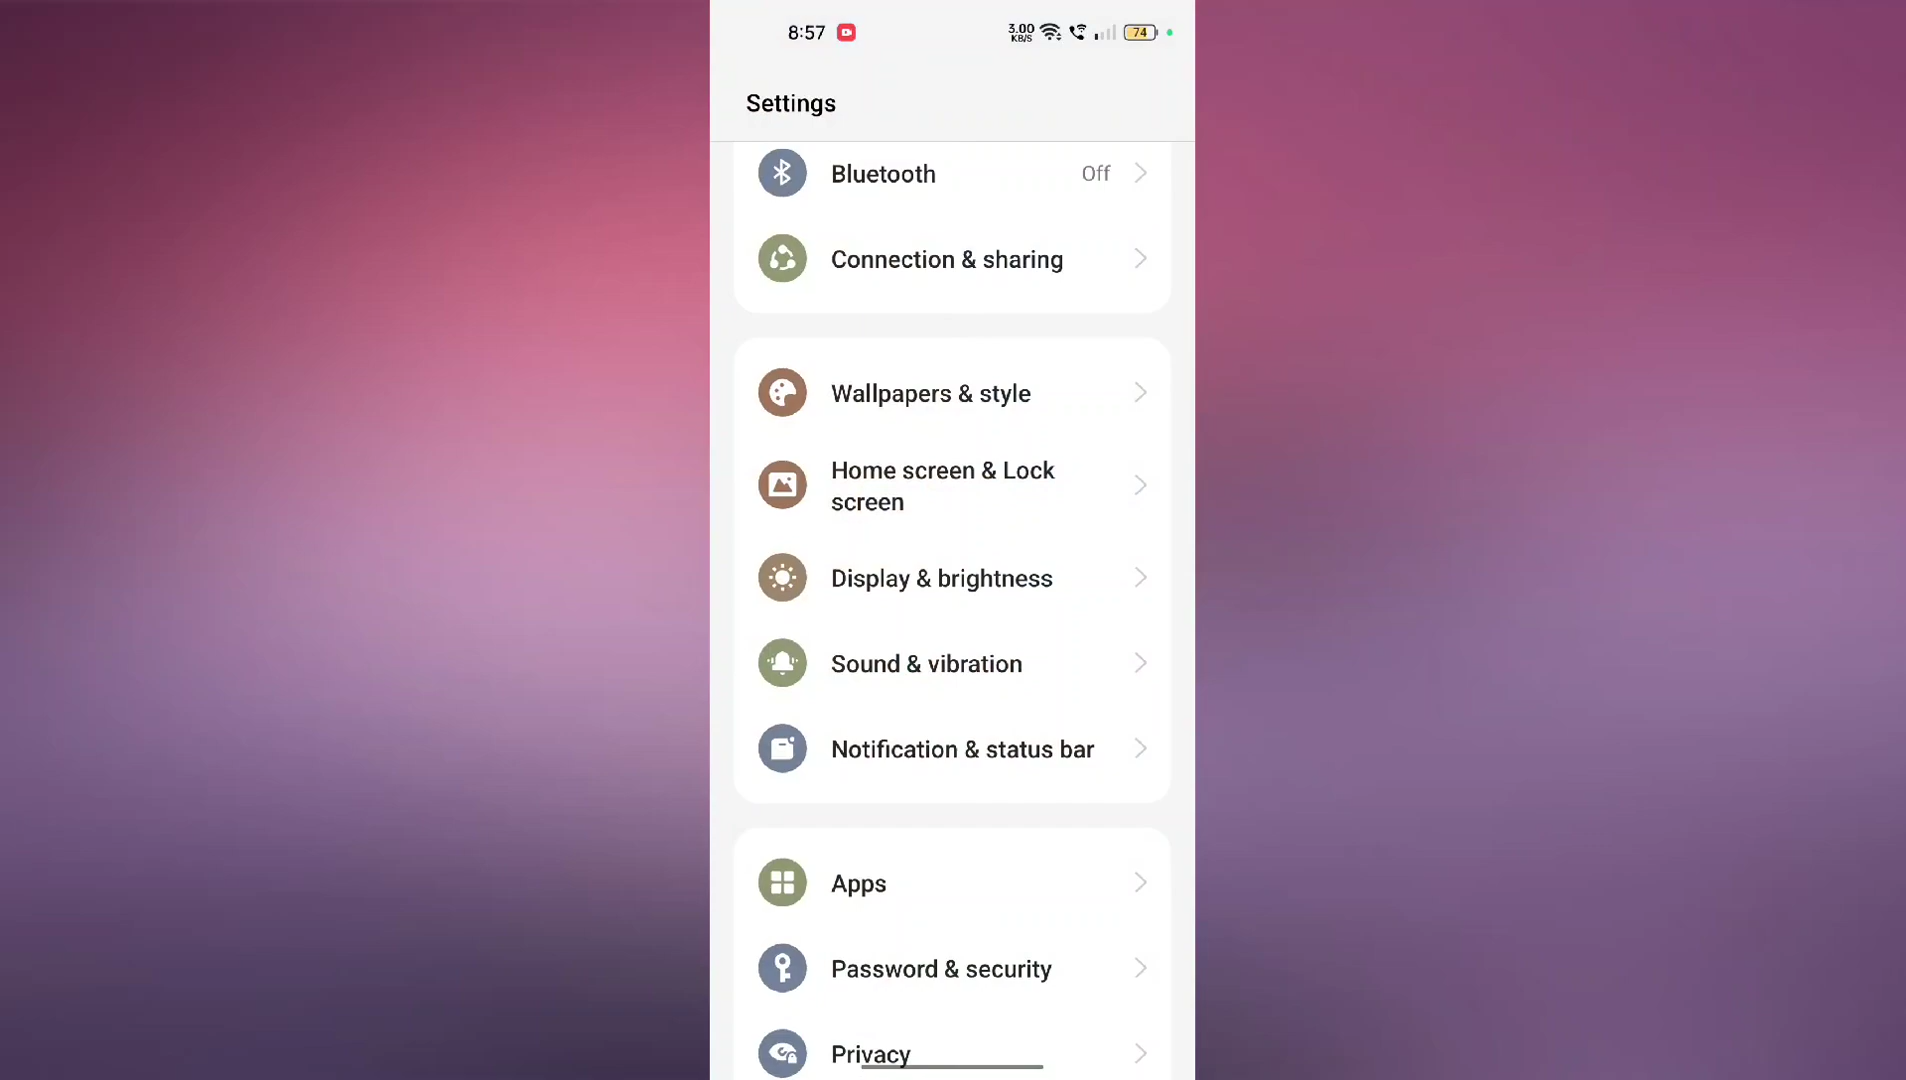 8:57
3.00
KB/S
74
Settings
Bluetooth
Off
Connection & sharing
Wallpapers & style
Home screen & Lock
screen
Display & brightness
Sound & vibration
Notification & status bar
Apps
Password & security
Privacy